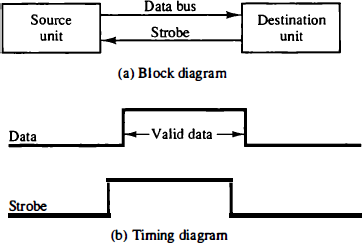 Source
unit
Data bus
Strobe
Destination
unit
(a) Block diagram
Data
Valid data
Strobe
(b) Timing diagram